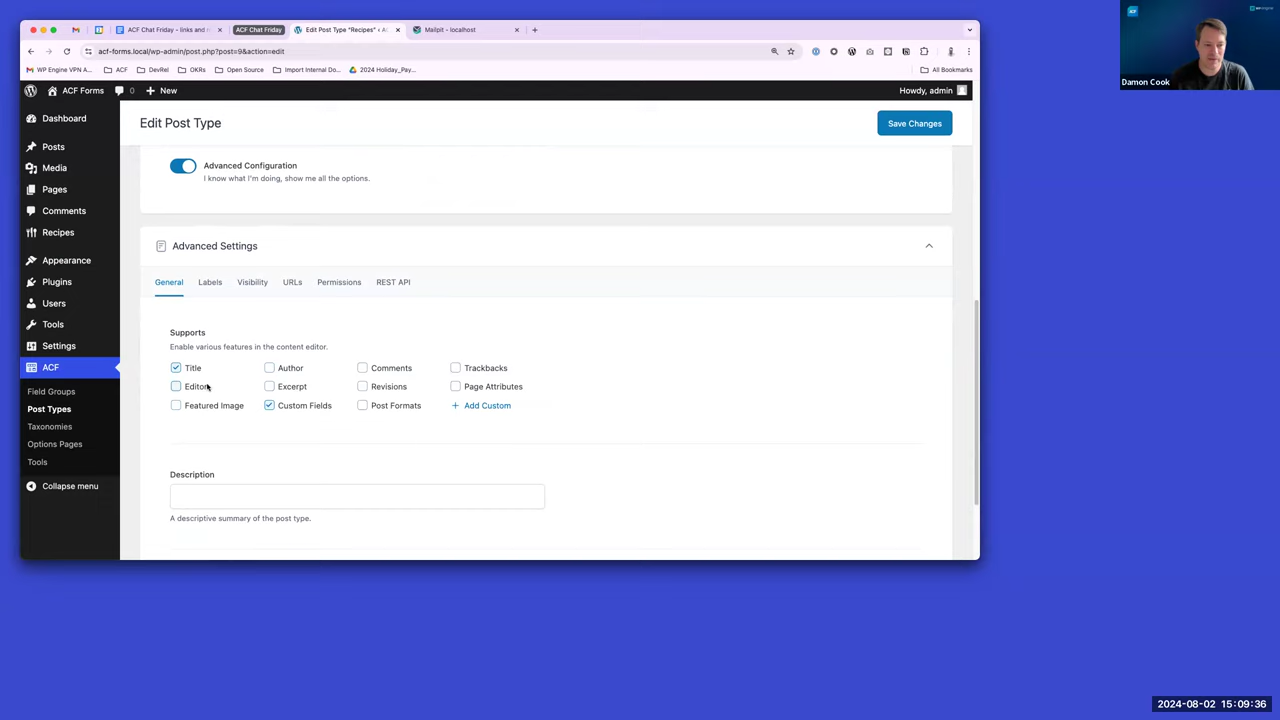 ACF Chat Friday - links and n
ACF Chat Friday
Edit Post Type "Recipes" ‹ AC
Mailpit - localhost
acf-forms.local/wp-admin/post.php?post=9&action=edit
WP Engine VPN A...
ACF
DevRel
OKRs
Open Source
Import Internal Do...
2024 Holiday_Pay...
All Bookmarks
ACF Forms
0
New
Howdy, admin
Damon Cook
Dashboard
Posts
Media
Pages
Comments
Recipes
Appearance
Plugins
Users
Tools
Settings
ACF
Field Groups
Post Types
Taxonomies
Options Pages
Tools
Collapse menu
Edit Post Type
Save Changes
Advanced Configuration
I know what I'm doing, show me all the options.
Advanced Settings
General Labels Visibility URLs Permissions REST API
Supports
Enable various features in the content editor.
Title Author Comments Trackbacks
Editor Excerpt Revisions Page Attributes
Featured Image Custom Fields Post Formats + Add Custom
Description
A descriptive summary of the post type.
2024-08-02 15:09:36